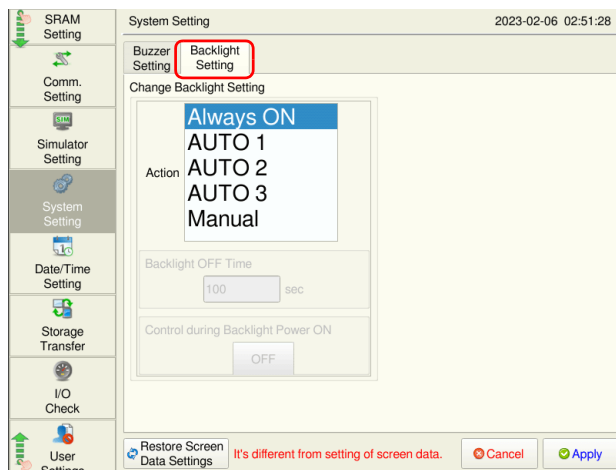 SRAM
Setting
Comm.
Setting
SIM
Simulator
Setting
System
Setting
Date/Time
Setting
Storage
Transfer
I/O
Check
User
Settings
System Setting
2023-02-06 02:51:28
Buzzer
Setting
Backlight
Setting
Change Backlight Setting
Action
Always ON
AUTO 1
AUTO 2
AUTO 3
Manual
Backlight OFF Time
100 sec
Control during Backlight Power ON
OFF
Restore Screen
Data Settings
It's different from setting of screen data.
Cancel
Apply